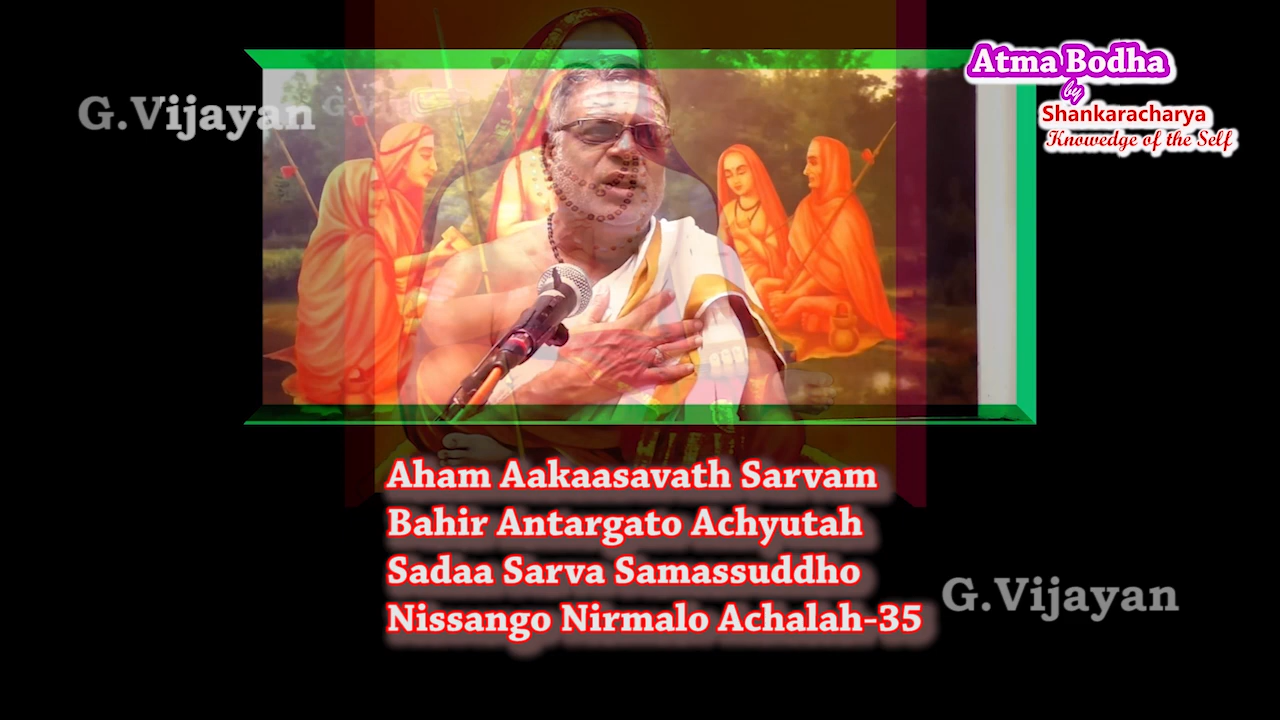 Atma Bodha
by
Shankaracharya
Knowedge of the Self
G.Vijayan
Aham Aakaasavath Sarvam
Bahir Antargato Achyutah
Sadaa Sarva Samassuddho
Nissango Nirmalo Achalah-35
G.Vijayan